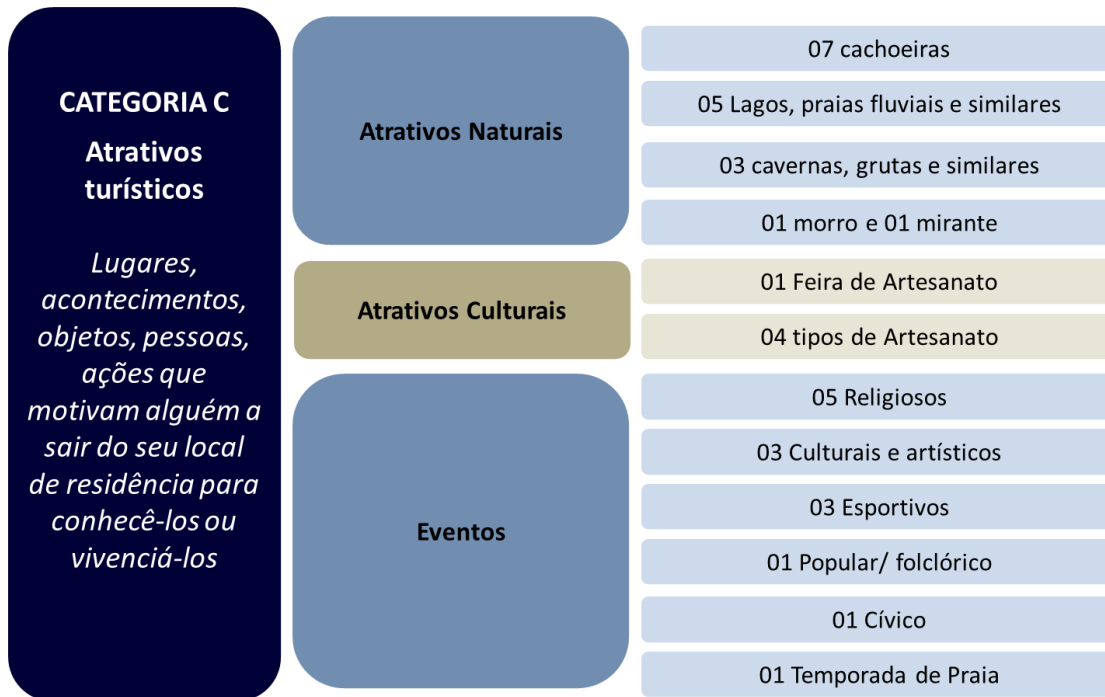 CATEGORIA C
Atrativos
turísticos
Lugares,
acontecimentos,
objetos, pessoas,
ações que
motivam alguém a
sair do seu local
de residência para
conhecê-los ou
vivenciá-los
Atrativos Naturais
07 cachoeiras
05 Lagos, praias fluviais e similares
03 cavernas, grutas e similares
01 morro e 01 mirante
Atrativos Culturais
01 Feira de Artesanato
04 tipos de Artesanato
Eventos
05 Religiosos
03 Culturais e artísticos
03 Esportivos
01 Popular/ folclórico
01 Cívico
01 Temporada de Praia